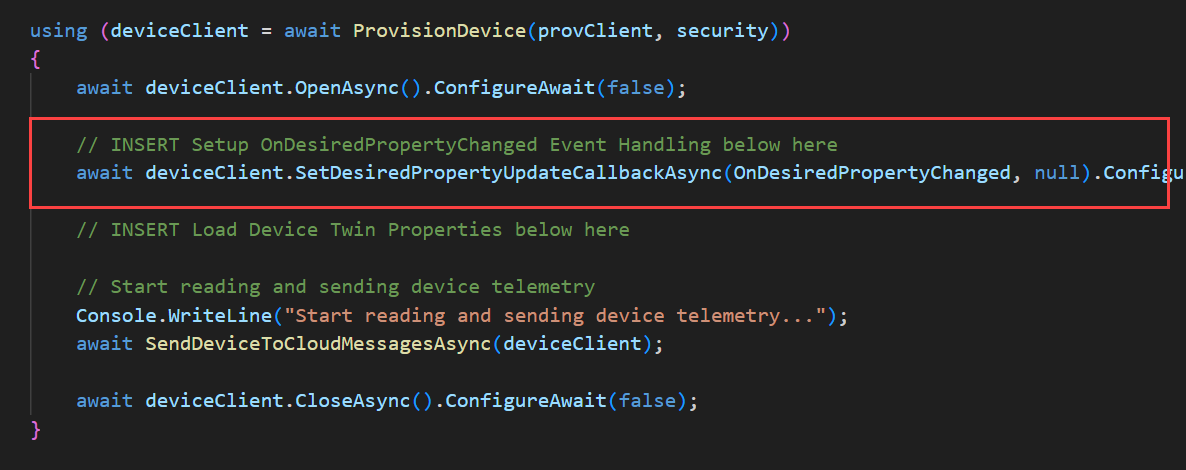 using (deviceClient = await ProvisionDevice(provClient, security))
{
    await deviceClient.OpenAsync().ConfigureAwait(false);
    // INSERT Setup OnDesiredPropertyChanged Event Handling below here
    await deviceClient.SetDesiredPropertyUpdateCallbackAsync(OnDesiredPropertyChanged, null).Configu
    // INSERT Load Device Twin Properties below here
    // Start reading and sending device telemetry
    Console.WriteLine("Start reading and sending device telemetry...");
    await SendDeviceToCloudMessagesAsync(deviceClient);
    await deviceClient.CloseAsync().ConfigureAwait(false);
}